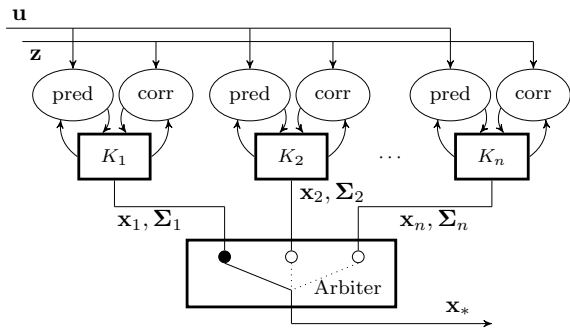 u
z
pred corr pred corr pred corr
K₁ K₂ ... Kₙ
x₁, Σ₁ x₂, Σ₂ xₙ, Σₙ
Arbiter
x*